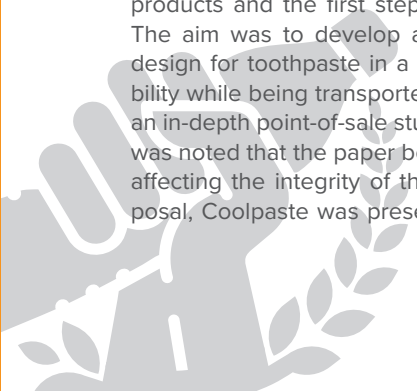 products and the first step
The aim was to develop a
design for toothpaste in a
bility while being transporte
an in-depth point-of-sale stu
was noted that the paper b
affecting the integrity of th
posal, Coolpaste was prese